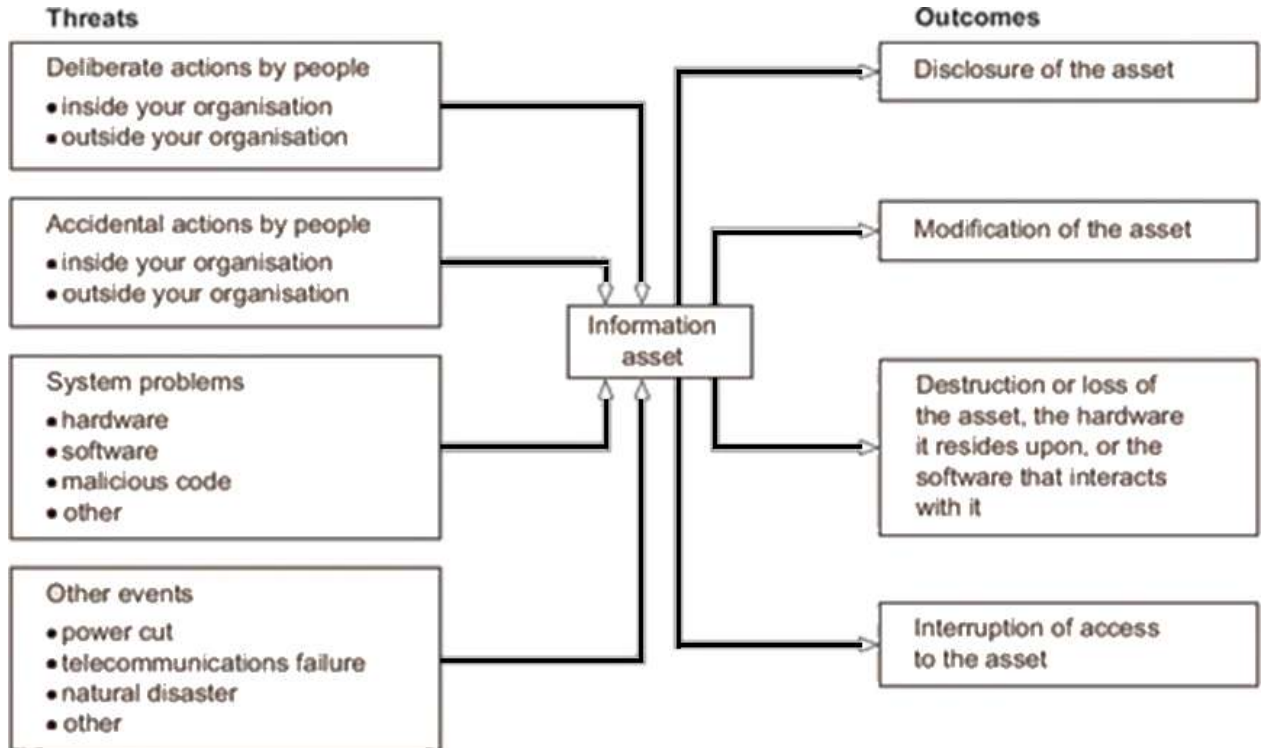 Threats
Deliberate actions by people
• inside your organisation
• outside your organisation
Accidental actions by people
• inside your organisation
• outside your organisation
System problems
• hardware
• software
• malicious code
• other
Other events
• power cut
• telecommunications failure
• natural disaster
• other
Information
asset
Outcomes
Disclosure of the asset
Modification of the asset
Destruction or loss of
the asset, the hardware
it resides upon, or the
software that interacts
with it
Interruption of access
to the asset